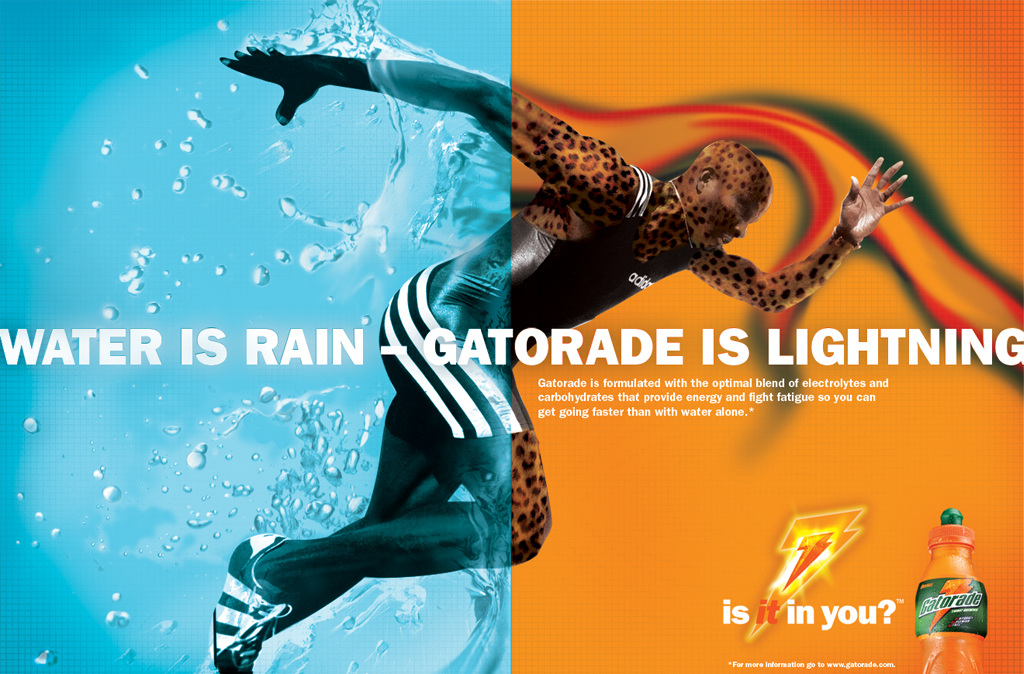 WATER IS RAIN – GATORADE IS LIGHTNING
adidas
Gatorade is formulated with the optimal blend of electrolytes and
carbohydrates that provide energy and fight fatigue so you can
get going faster than with water alone.*
is it in you?™
Gatorade
*For more information go to www.gatorade.com.